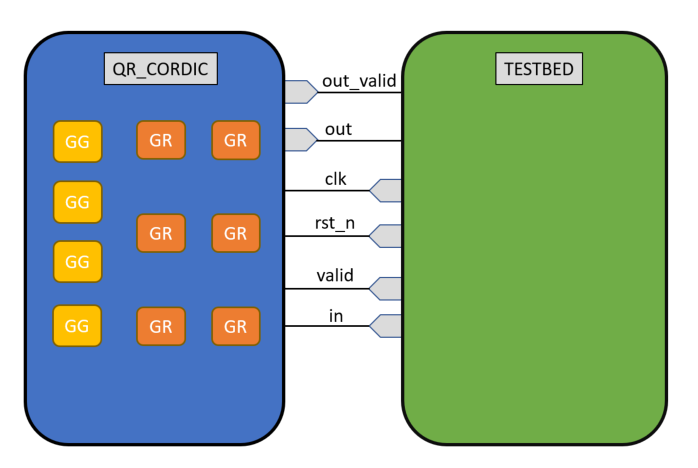 QR_CORDIC
TESTBED
out_valid
GG
GR
GR
out
clk
GG
rst_n
GR
GR
GG
valid
in
GG
GR
GR